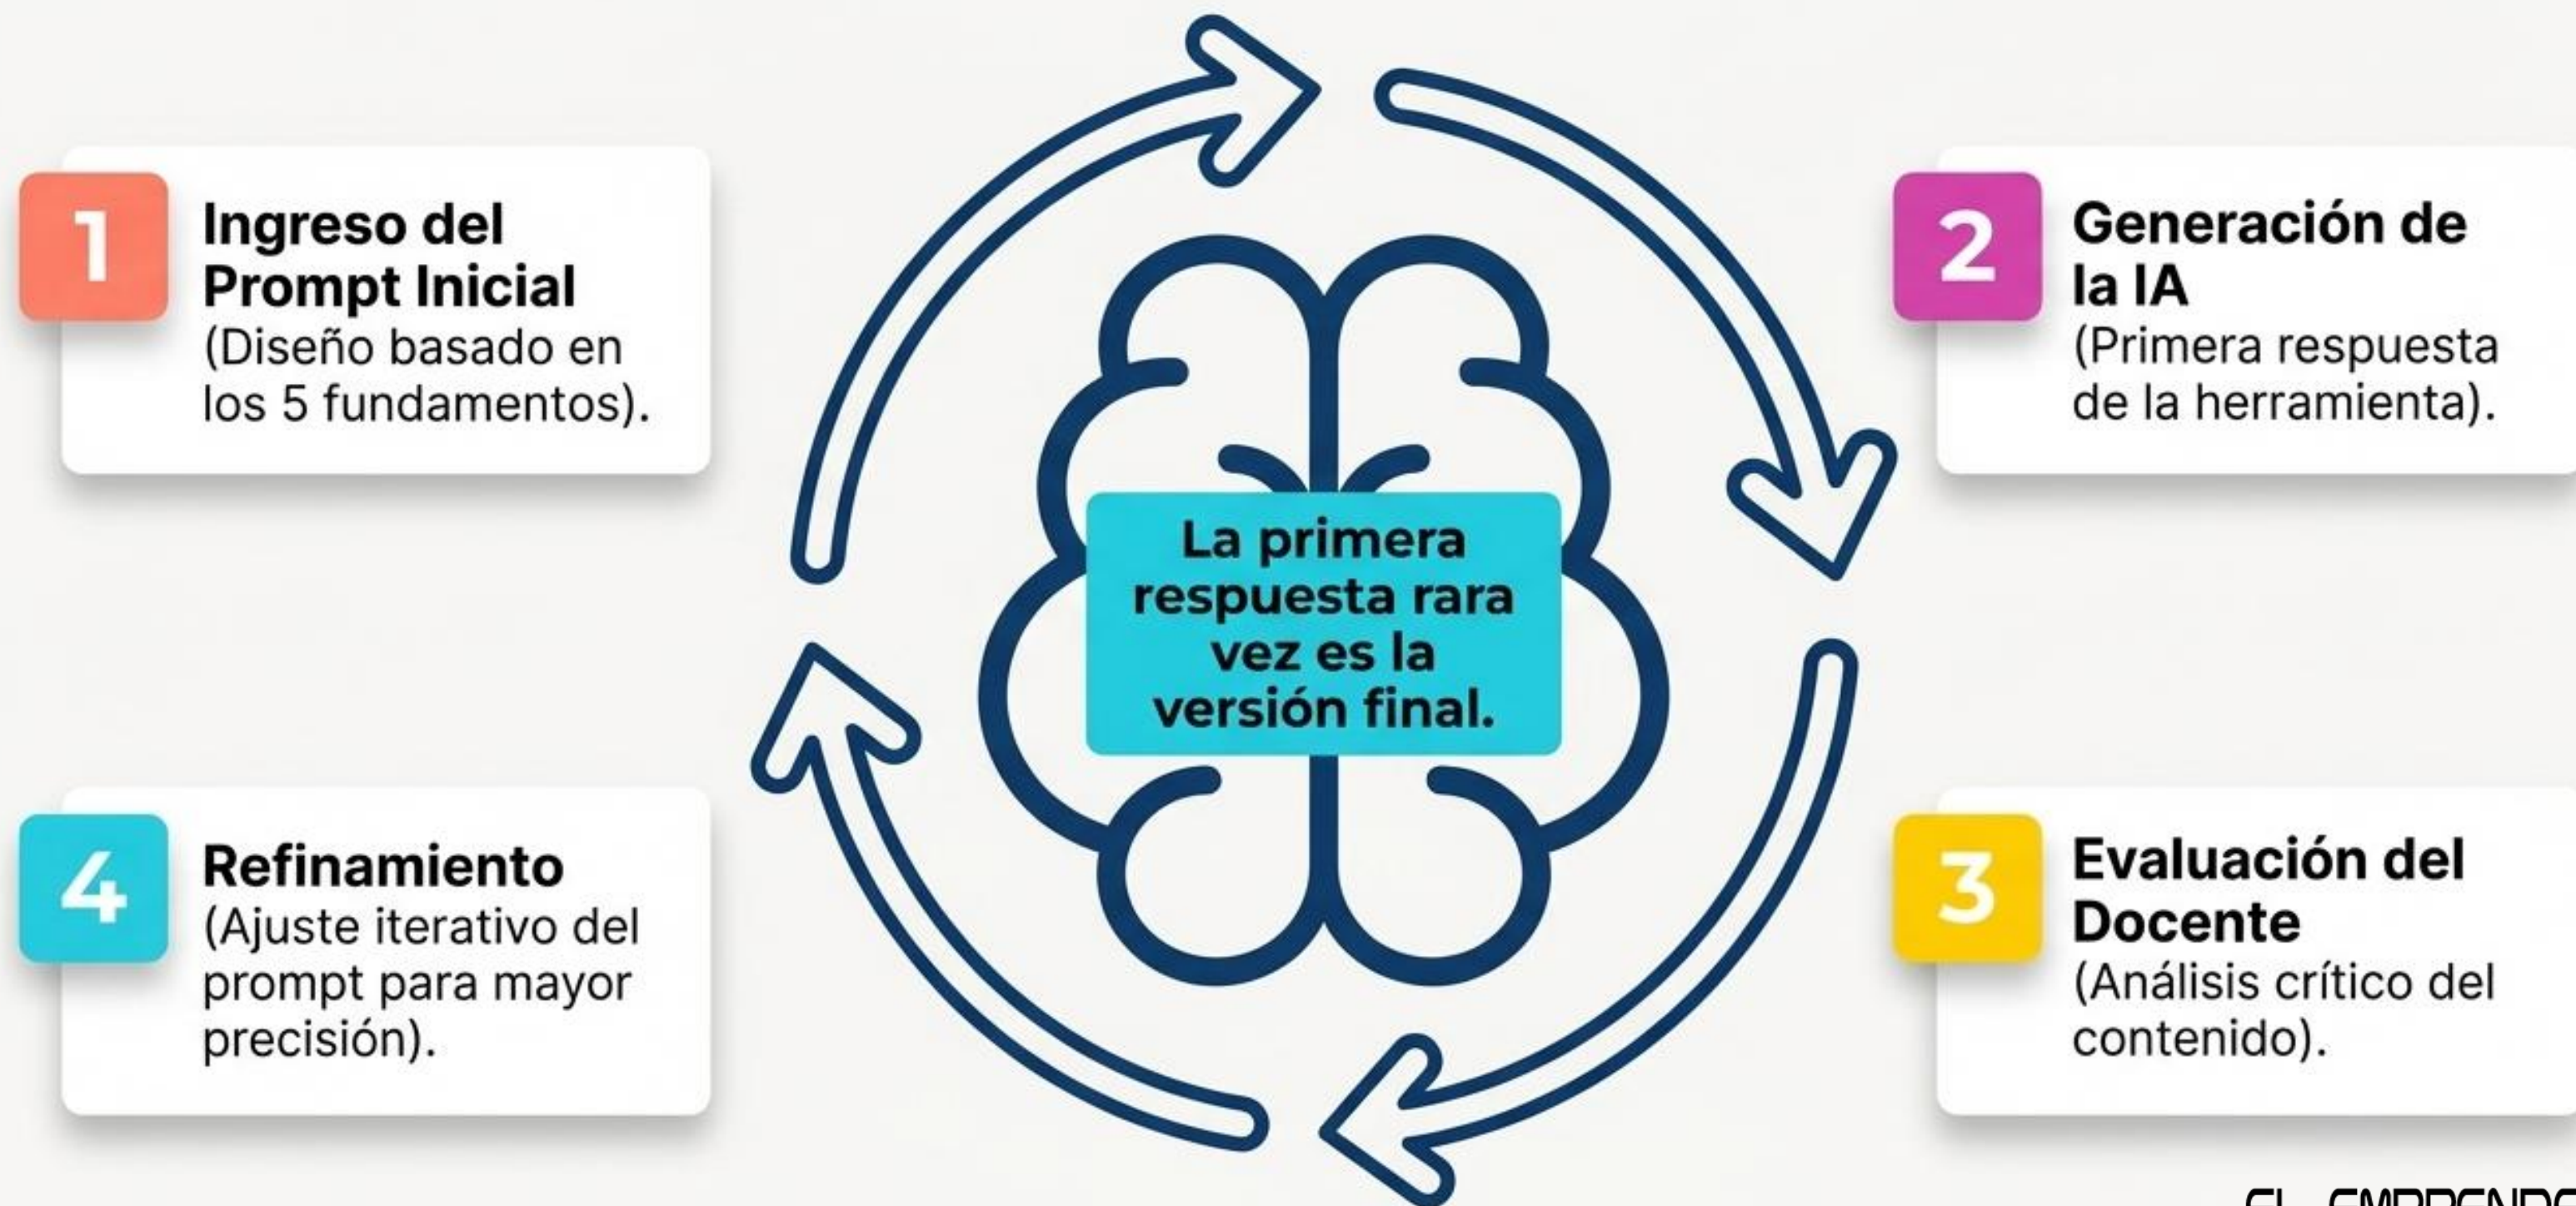 1
Ingreso del
Prompt Inicial
(Diseño basado en
los 5 fundamentos).
2
Generación de
la IA
(Primera respuesta
de la herramienta).
La primera
respuesta rara
vez es la
versión final.
4
Refinamiento
(Ajuste iterativo del
prompt para mayor
precisión).
3
Evaluación del
Docente
(Análisis crítico del
contenido).